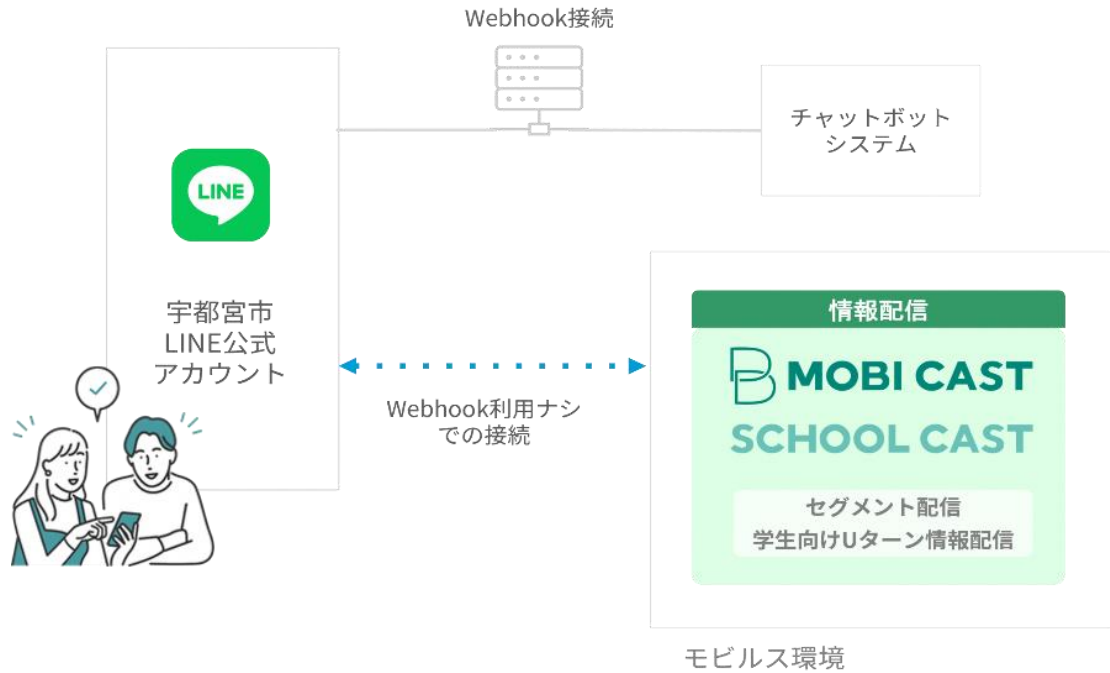 Webhook接続
チャットボット
システム
LINE
宇都宮市
LINE公式
アカウント
Webhook利用ナシ
での接続
情報配信
MOBI CAST
SCHOOL CAST
セグメント配信
学生向けUターン情報配信
モビルス環境